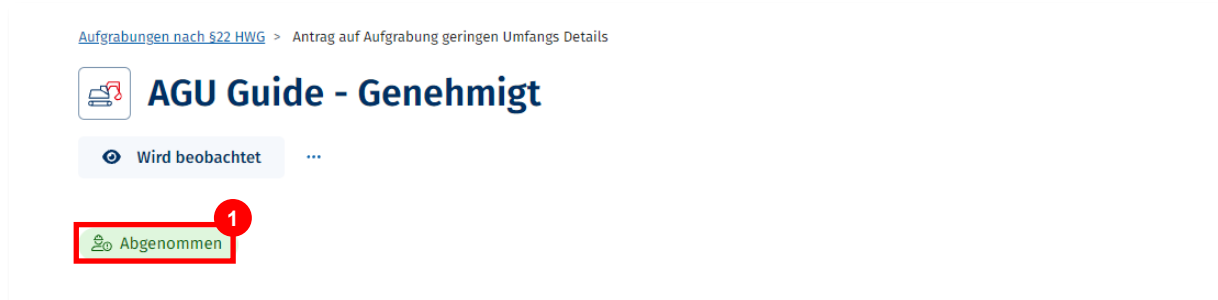 Aufgrabungen nach §22 HWG > Antrag auf Aufgrabung geringen Umfangs Details
AGU Guide - Genehmigt
Wird beobachtet ···
1
Abgenommen